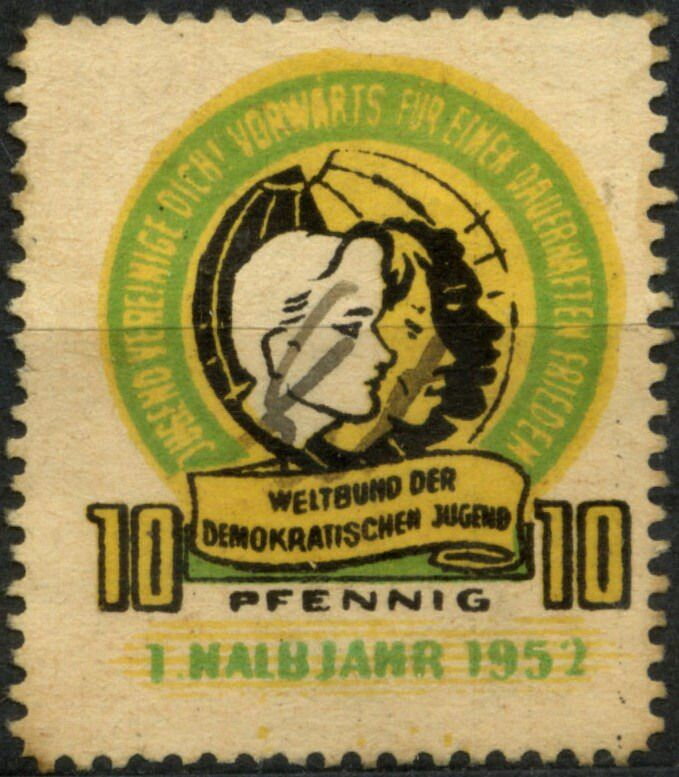 JUGEND VEREINIGE DICH! VORWÄRTS FÜR EINEN DAUERHAFTEN FRIEDEN
WELTBUND DER
DEMOKRATISCHEN JUGEND
10 10
PFENNIG
1. HALBJAHR 1952